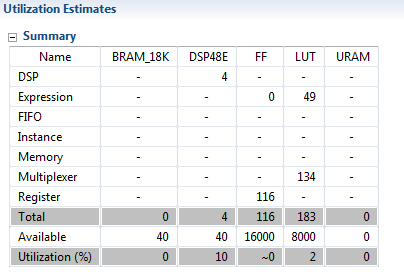 Utilization Estimates
Summary
Name BRAM_18K DSP48E FF LUT URAM
DSP - 4 - - -
Expression - - 0 49 -
FIFO - - - - -
Instance - - - - -
Memory - - - - -
Multiplexer - - - 134 -
Register - - 116 - -
Total 0 4 116 183 0
Available 40 40 16000 8000 0
Utilization (%) 0 10 ~0 2 0